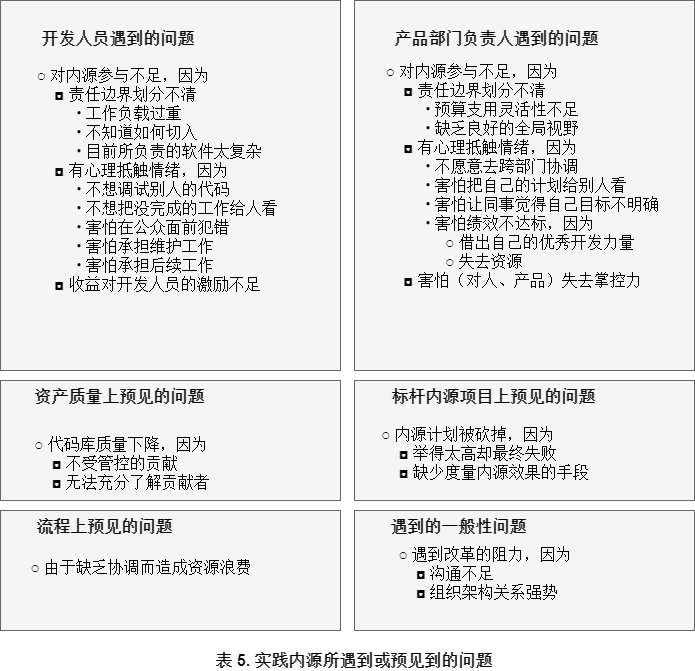 开发人员遇到的问题
○ 对内源参与不足，因为
◘ 责任边界划分不清
· 工作负载过重
· 不知道如何切入
· 目前所负责的软件太复杂
◘ 有心理抵触情绪，因为
· 不想调试别人的代码
· 不想把没完成的工作给人看
· 害怕在公众面前犯错
· 害怕承担维护工作
· 害怕承担后续工作
◘ 收益对开发人员的激励不足
产品部门负责人遇到的问题
○ 对内源参与不足，因为
◘ 责任边界划分不清
· 预算支用灵活性不足
· 缺乏良好的全局视野
◘ 有心理抵触情绪，因为
· 不愿意去跨部门协调
· 害怕把自己的计划给别人看
· 害怕让同事觉得自己目标不明确
· 害怕绩效不达标，因为
○ 借出自己的优秀开发力量
○ 失去资源
◘ 害怕（对人、产品）失去掌控力
资产质量上预见的问题
○ 代码库质量下降，因为
◘ 不受管控的贡献
◘ 无法充分了解贡献者
标杆内源项目上预见的问题
○ 内源计划被砍掉，因为
◘ 举得太高却最终失败
◘ 缺少度量内源效果的手段
流程上预见的问题
○ 由于缺乏协调而造成资源浪费
遇到的一般性问题
○ 遇到改革的阻力，因为
◘ 沟通不足
◘ 组织架构关系强势
表 5. 实践内源所遇到或预见到的问题